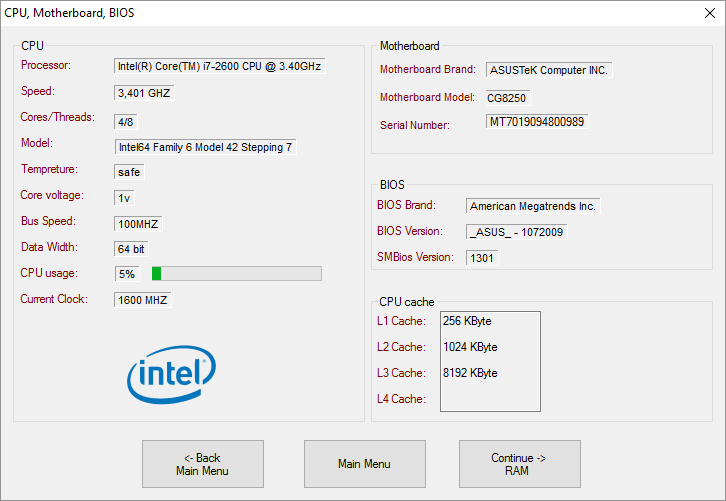 CPU, Motherboard, BIOS
CPU
Processor: Intel(R) Core(TM) i7-2600 CPU @ 3.40GHz
Speed: 3,401 GHZ
Cores/Threads: 4/8
Model: Intel64 Family 6 Model 42 Stepping 7
Tempreture: safe
Core voltage: 1v
Bus Speed: 100MHZ
Data Width: 64 bit
CPU usage: 5%
Current Clock: 1600 MHZ
intel
Motherboard
Motherboard Brand: ASUSTeK Computer INC.
Motherboard Model: CG8250
Serial Number: MT7019094800989
BIOS
BIOS Brand: American Megatrends Inc.
BIOS Version: _ASUS_ - 1072009
SMBios Version: 1301
CPU cache
L1 Cache: 256 KByte
L2 Cache: 1024 KByte
L3 Cache: 8192 KByte
L4 Cache:
<- Back
Main Menu
Main Menu
Continue ->
RAM